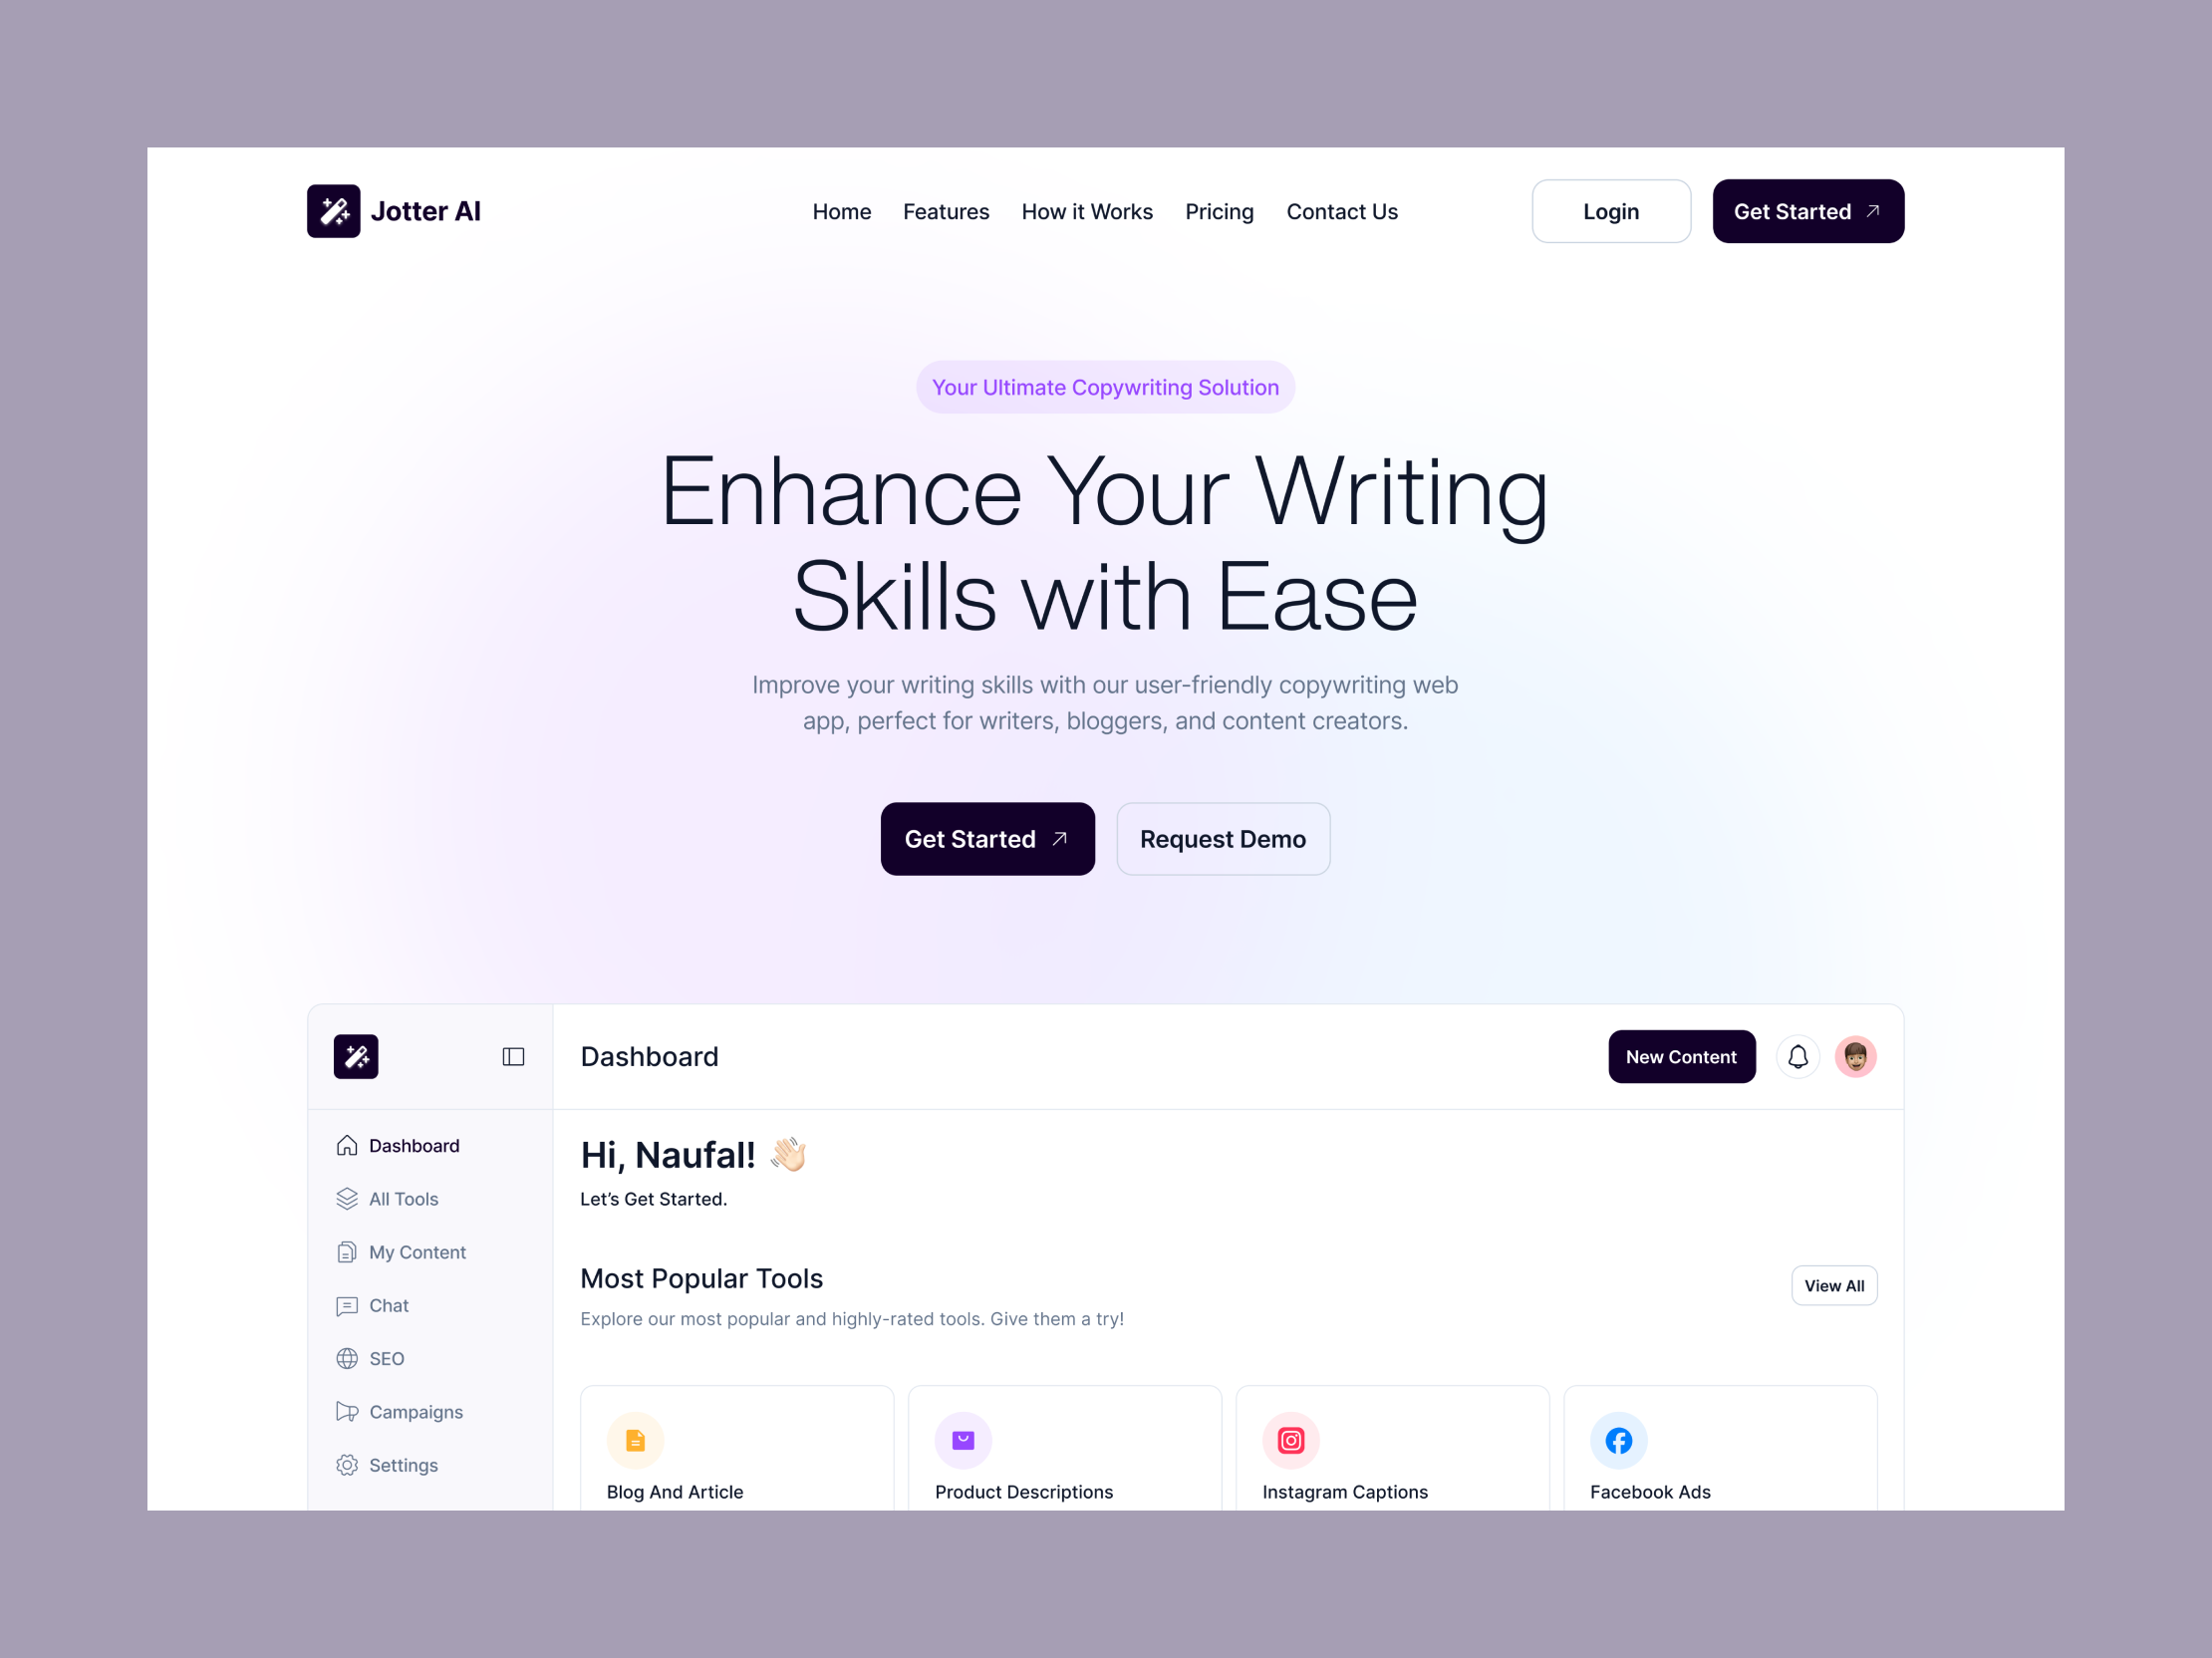 Jotter AI
Home Features How it Works Pricing Contact Us
Login
Get Started
Your Ultimate Copywriting Solution
Enhance Your Writing
Skills with Ease
Improve your writing skills with our user-friendly copywriting web
app, perfect for writers, bloggers, and content creators.
Get Started
Request Demo
Dashboard
New Content
Dashboard
All Tools
My Content
Chat
SEO
Campaigns
Settings
Hi, Naufal! 👋🏻
Let’s Get Started.
Most Popular Tools
View All
Explore our most popular and highly-rated tools. Give them a try!
Blog And Article
Product Descriptions
Instagram Captions
Facebook Ads